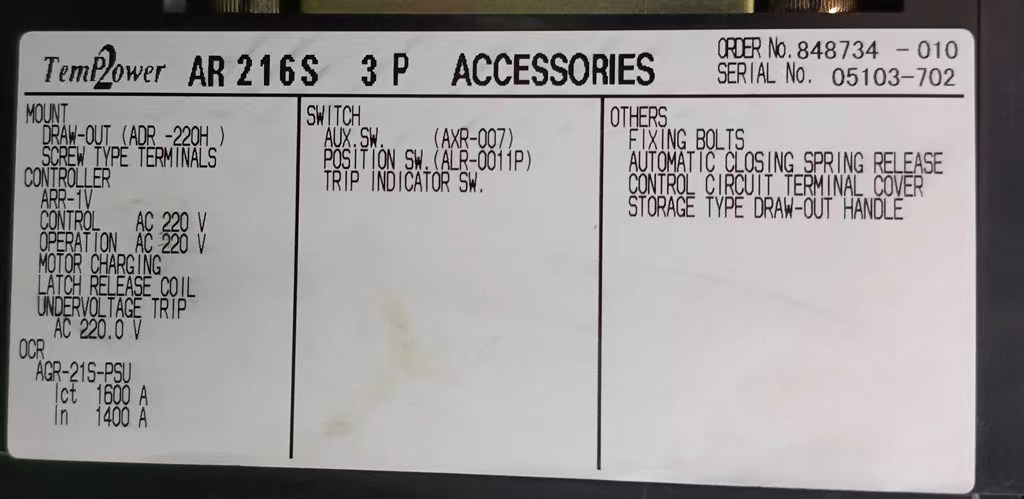 TemPower2 AR 216S 3 P ACCESSORIES
ORDER No. 848734 -010
SERIAL No. 05103-702
MOUNT
DRAW-OUT (ADR -220H )
SCREW TYPE TERMINALS
CONTROLLER
ARR-1V
CONTROL AC 220 V
OPERATION AC 220 V
MOTOR CHARGING
LATCH RELEASE COIL
UNDERVOLTAGE TRIP
AC 220.0 V
OCR
AGR-21S-PSU
Ict 1600 A
In 1400 A
SWITCH
AUX.SW. (AXR-007)
POSITION SW.(ALR-0011P)
TRIP INDICATOR SW.
OTHERS
FIXING BOLTS
AUTOMATIC CLOSING SPRING RELEASE
CONTROL CIRCUIT TERMINAL COVER
STORAGE TYPE DRAW-OUT HANDLE